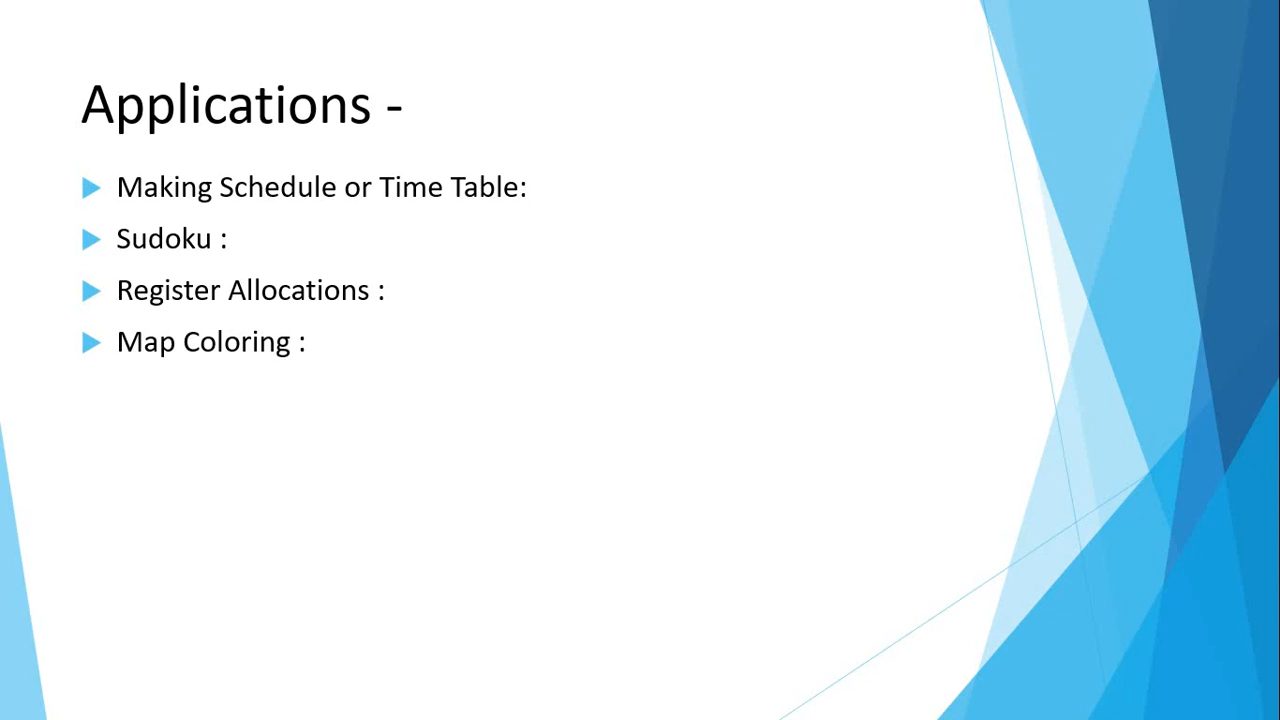 Applications -
Making Schedule or Time Table:
Sudoku :
Register Allocations :
Map Coloring :